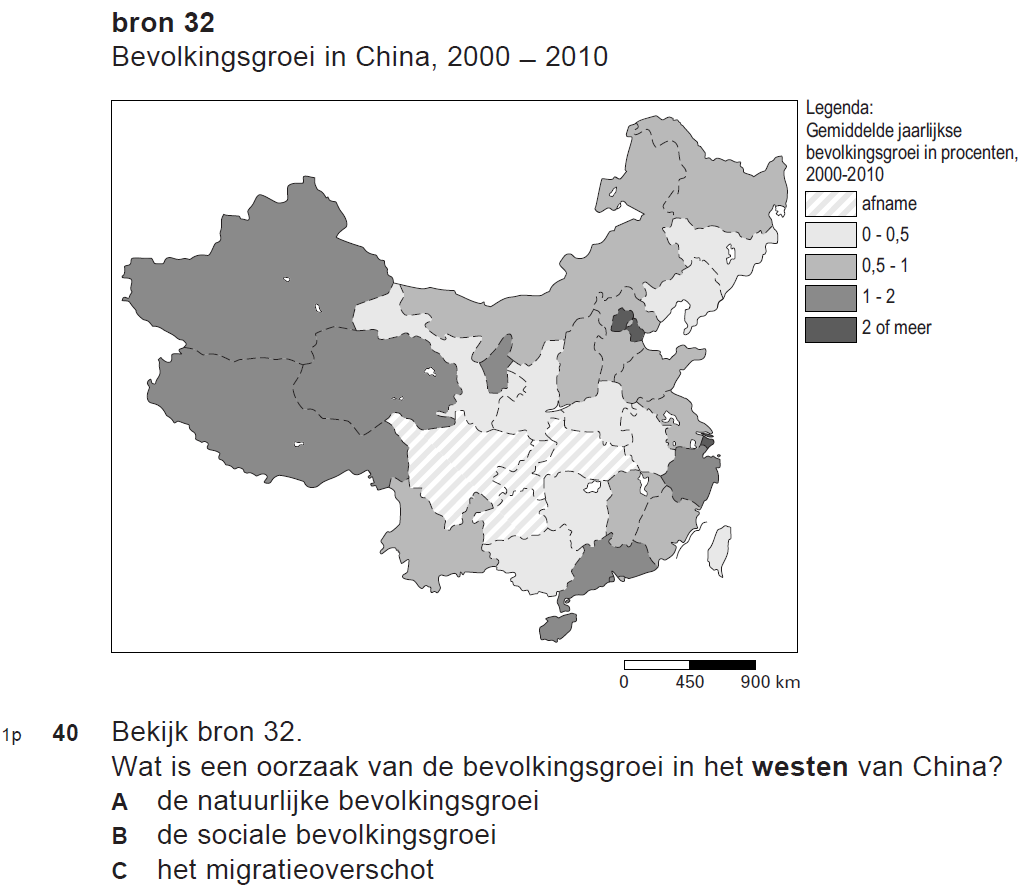 bron 32
Bevolkingsgroei in China, 2000 – 2010
Legenda:
Gemiddelde jaarlijkse
bevolkingsgroei in procenten,
2000-2010
afname
0 - 0,5
0,5 - 1
1 - 2
2 of meer
0 450 900 km
1p 40 Bekijk bron 32.
Wat is een oorzaak van de bevolkingsgroei in het westen van China?
A de natuurlijke bevolkingsgroei
B de sociale bevolkingsgroei
C het migratieoverschot